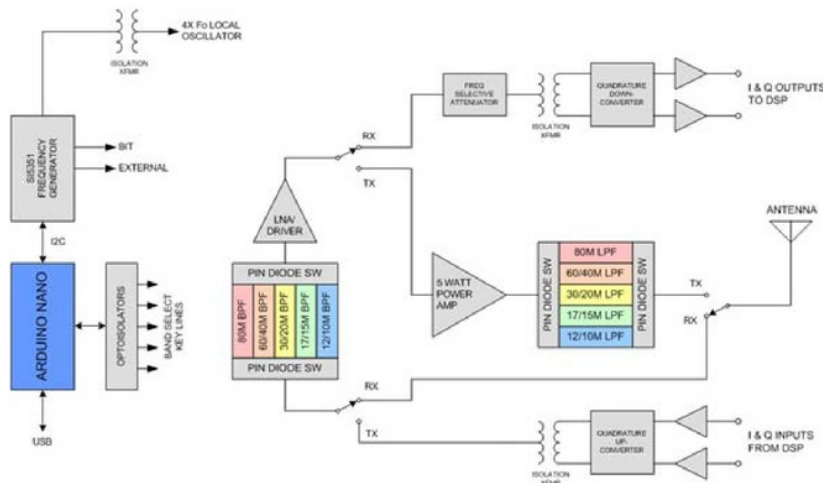 4X Fo LOCAL
OSCILLATOR
ISOLATION
XFMR
SI5351
FREQUENCY
GENERATOR
BIT
EXTERNAL
I2C
ARDUINO NANO
OPTOISOLATORS
BAND SELECT
KEY LINES
USB
FREQ
SELECTIVE
ATTENUATOR
ISOLATION
XFMR
QUADRATURE
DOWN-
CONVERTER
I & Q OUTPUTS
TO DSP
RX
TX
LNA/
DRIVER
PIN DIODE SW
80M BPF
60/40M BPF
30/20M BPF
17/15M BPF
12/10M BPF
PIN DIODE SW
5 WATT
POWER
AMP
PIN DIODE SW
80M LPF
60/40M LPF
30/20M LPF
17/15M LPF
12/10M LPF
PIN DIODE SW
ANTENNA
TX
RX
RX
TX
ISOLATION
XFMR
QUADRATURE
UP-
CONVERTER
I & Q INPUTS
FROM DSP